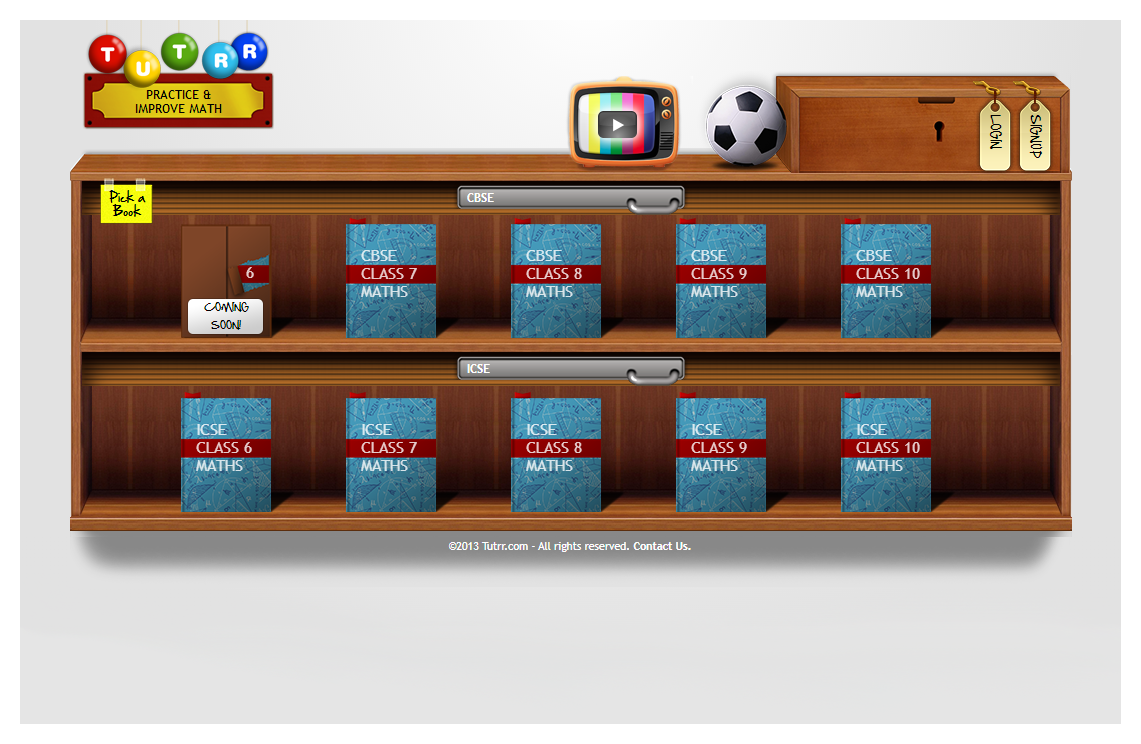 TUTRR
PRACTICE &
IMPROVE MATH
LOGIN
SIGNUP
Pick a
Book
CBSE
6
COMING
SOON!
CBSE
CLASS 7
MATHS
CBSE
CLASS 8
MATHS
CBSE
CLASS 9
MATHS
CBSE
CLASS 10
MATHS
ICSE
ICSE
CLASS 6
MATHS
ICSE
CLASS 7
MATHS
ICSE
CLASS 8
MATHS
ICSE
CLASS 9
MATHS
ICSE
CLASS 10
MATHS
©2013 Tutrr.com - All rights reserved. Contact Us.